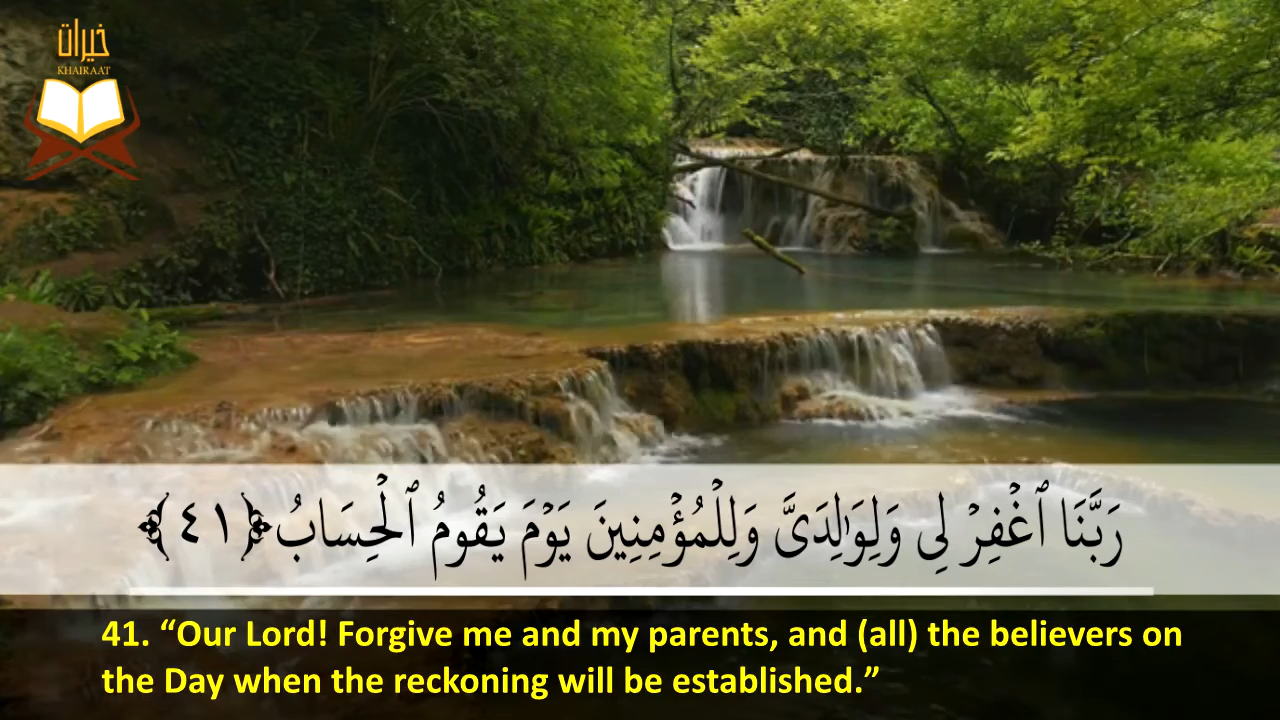 خيرات
KHAIRAAT
رَبَّنَا ٱغْفِرْ لِى وَلِوَٰلِدَىَّ وَلِلْمُؤْمِنِينَ يَوْمَ يَقُومُ ٱلْحِسَابُ ﴿٤١﴾
41. “Our Lord! Forgive me and my parents, and (all) the believers on
the Day when the reckoning will be established.”